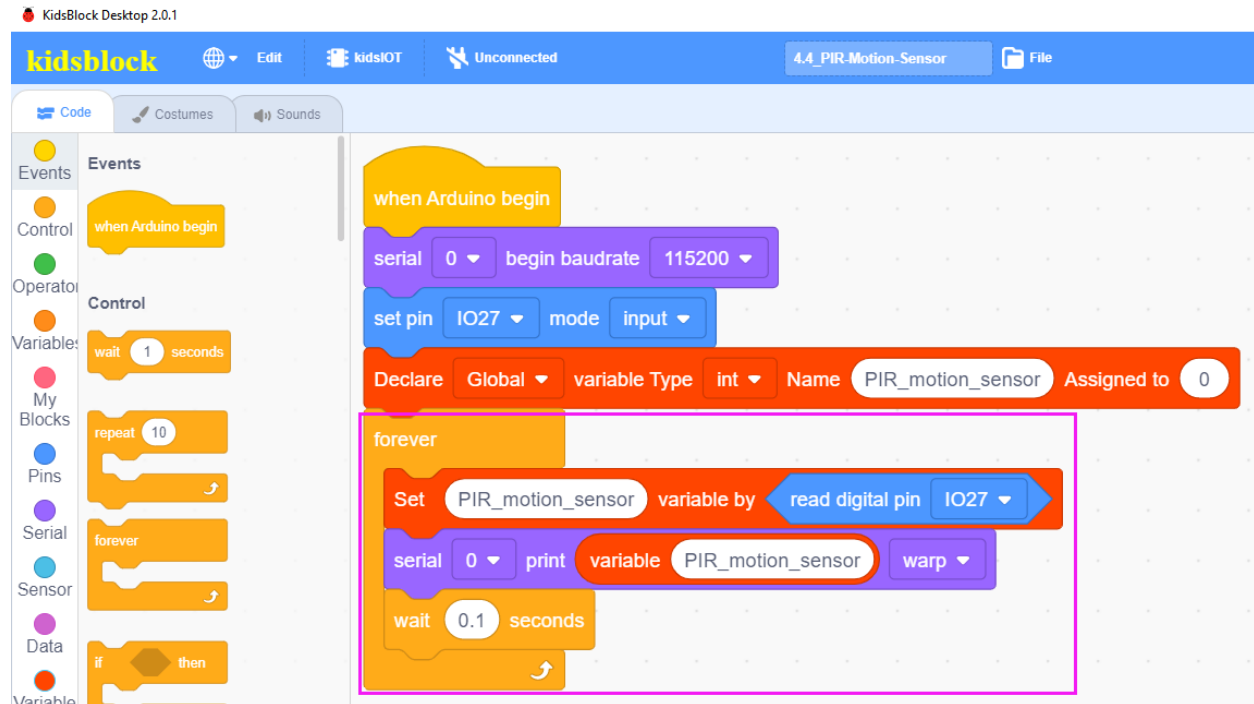 KidsBlock Desktop 2.0.1
kidsblock Edit kidsIOT Unconnected 4.4_PIR-Motion-Sensor File
Code Costumes Sounds
Events
Control
Operator
Variables
My
Blocks
Pins
Serial
Sensor
Data
Variable
Events
when Arduino begin
Control
wait 1 seconds
repeat 10
forever
if then
when Arduino begin
serial 0 begin baudrate 115200
set pin IO27 mode input
Declare Global variable Type int Name PIR_motion_sensor Assigned to 0
forever
Set PIR_motion_sensor variable by read digital pin IO27
serial 0 print variable PIR_motion_sensor warp
wait 0.1 seconds